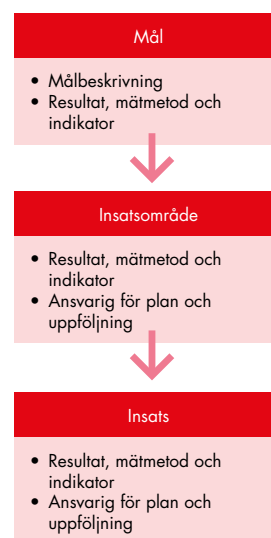 Mål
• Målbeskrivning
• Resultat, mätmetod och
indikator
Insatsområde
• Resultat, mätmetod och
indikator
• Ansvarig för plan och
uppföljning
Insats
• Resultat, mätmetod och
indikator
• Ansvarig för plan och
uppföljning